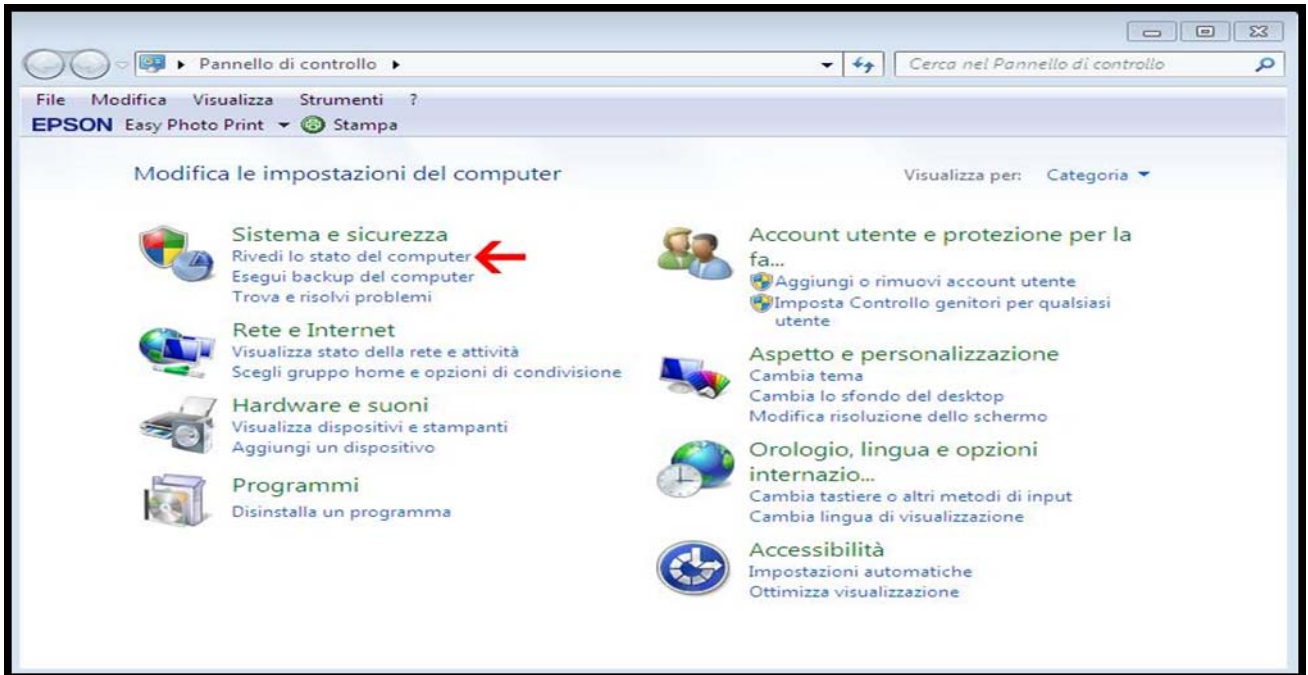 Pannello di controllo
Cerca nel Pannello di controllo
File Modifica Visualizza Strumenti ?
EPSON Easy Photo Print Stampa
Modifica le impostazioni del computer
Visualizza per: Categoria
Sistema e sicurezza
Rivedi lo stato del computer
Esegui backup del computer
Trova e risolvi problemi
Rete e Internet
Visualizza stato della rete e attività
Scegli gruppo home e opzioni di condivisione
Hardware e suoni
Visualizza dispositivi e stampanti
Aggiungi un dispositivo
Programmi
Disinstalla un programma
Account utente e protezione per la
fa...
Aggiungi o rimuovi account utente
Imposta Controllo genitori per qualsiasi
utente
Aspetto e personalizzazione
Cambia tema
Cambia lo sfondo del desktop
Modifica risoluzione dello schermo
Orologio, lingua e opzioni
internazio...
Cambia tastiere o altri metodi di input
Cambia lingua di visualizzazione
Accessibilità
Impostazioni automatiche
Ottimizza visualizzazione